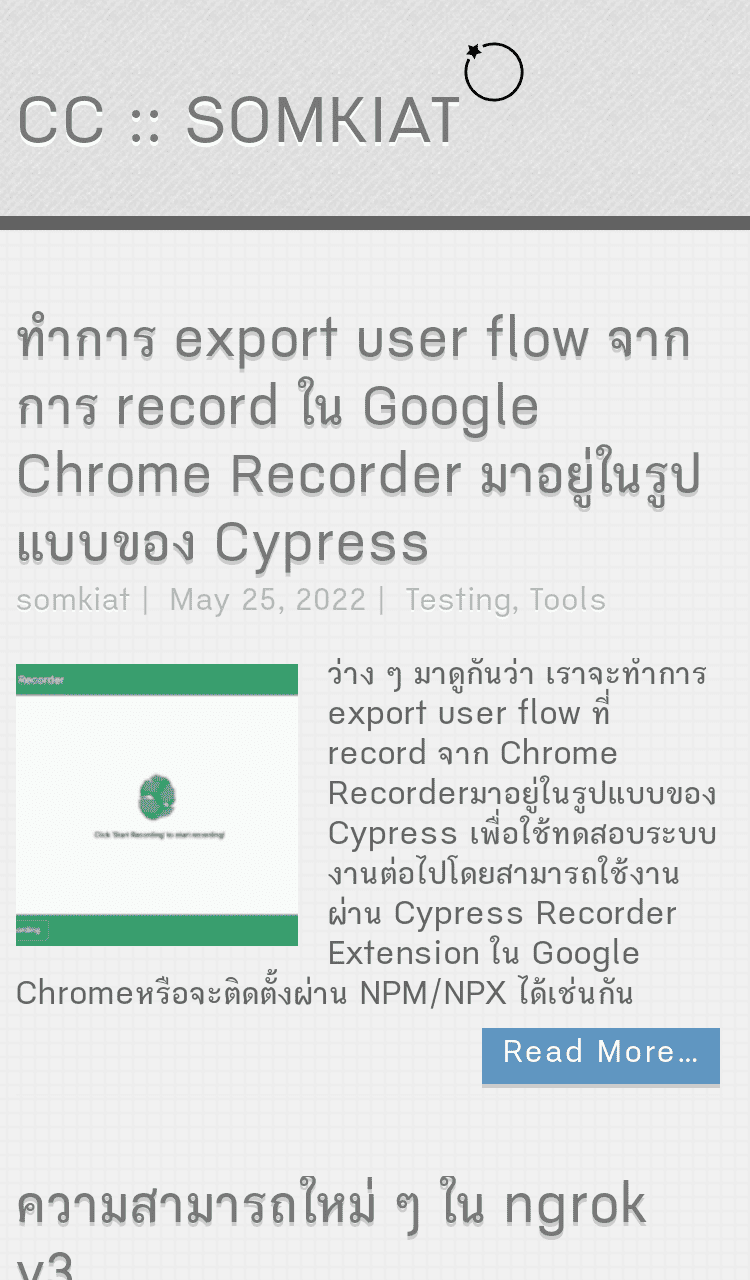 CC :: SOMKIAT
ทำการ export user flow จาก
การ record ใน Google
Chrome Recorder มาอยู่ในรูป
แบบของ Cypress
somkiat | May 25, 2022 | Testing, Tools
Recorder
Click 'Start Recording' to start recording!
ว่าง ๆ มาดูกันว่า เราจะทำการ
export user flow ที่
record จาก Chrome
Recorderมาอยู่ในรูปแบบของ
Cypress เพื่อใช้ทดสอบระบบ
งานต่อไปโดยสามารถใช้งาน
ผ่าน Cypress Recorder
Extension ใน Google
Chromeหรือจะติดตั้งผ่าน NPM/NPX ได้เช่นกัน
Read More…
ความสามารถใหม่ ๆ ใน ngrok
v3